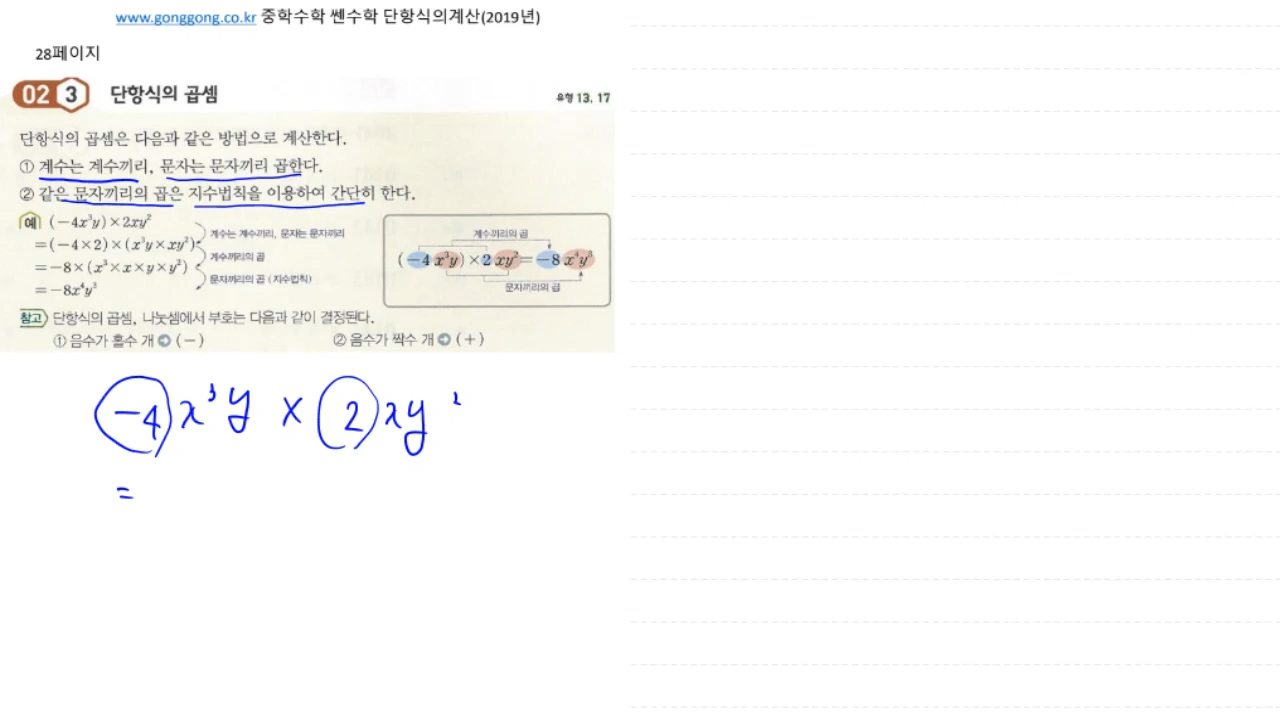 www.gonggong.co.kr 중학수학 쎈수학 단항식의계산(2019년)
28페이지
02 3 단항식의 곱셈
유형 13, 17
단항식의 곱셈은 다음과 같은 방법으로 계산한다.
① 계수는 계수끼리, 문자는 문자끼리 곱한다.
② 같은 문자끼리의 곱은 지수법칙을 이용하여 간단히 한다.
예 (-4x³y)×2xy²
=(-4×2)×(x³y×xy²)
계수는 계수끼리, 문자는 문자끼리
=-8×(x³×x×y×y²)
계수끼리의 곱
=-8x⁴y³
문자끼리의 곱 (지수법칙)
계수끼리의 곱
(-4x³y)×2xy²=-8x⁴y³
문자끼리의 곱
참고 단항식의 곱셈, 나눗셈에서 부호는 다음과 같이 결정된다.
① 음수가 홀수 개 ➡ (-) ② 음수가 짝수 개 ➡ (+)
-4x³y × 2xy²
=